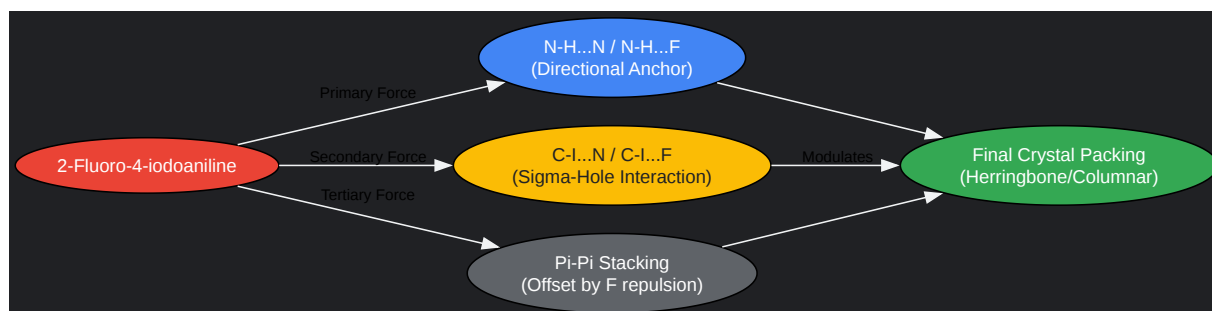 N-H...N / N-H...F
(Directional Anchor)
Primary Force
2-Fluoro-4-iodoaniline
Secondary Force
C-I...N / C-I...F
(Sigma-Hole Interaction)
Modulates
Final Crystal Packing
(Herringbone/Columnar)
Tertiary Force
Pi-Pi Stacking
(Offset by F repulsion)